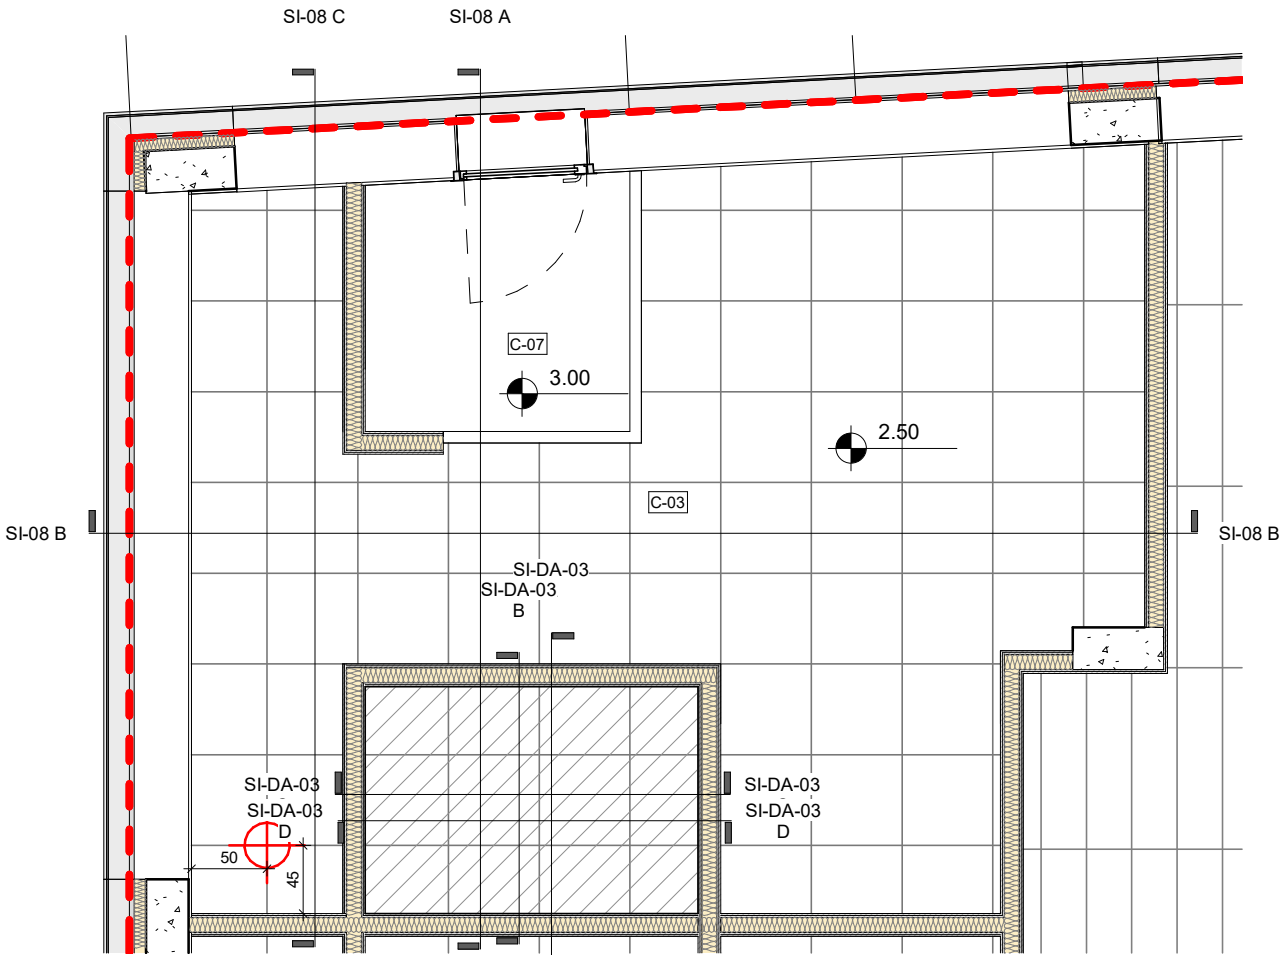 SI-08 C
SI-08 A
C-07
3.00
2.50
C-03
SI-08 B
SI-08 B
SI-DA-03
SI-DA-03
B
SI-DA-03
SI-DA-03
D
SI-DA-03
SI-DA-03
D
50
45